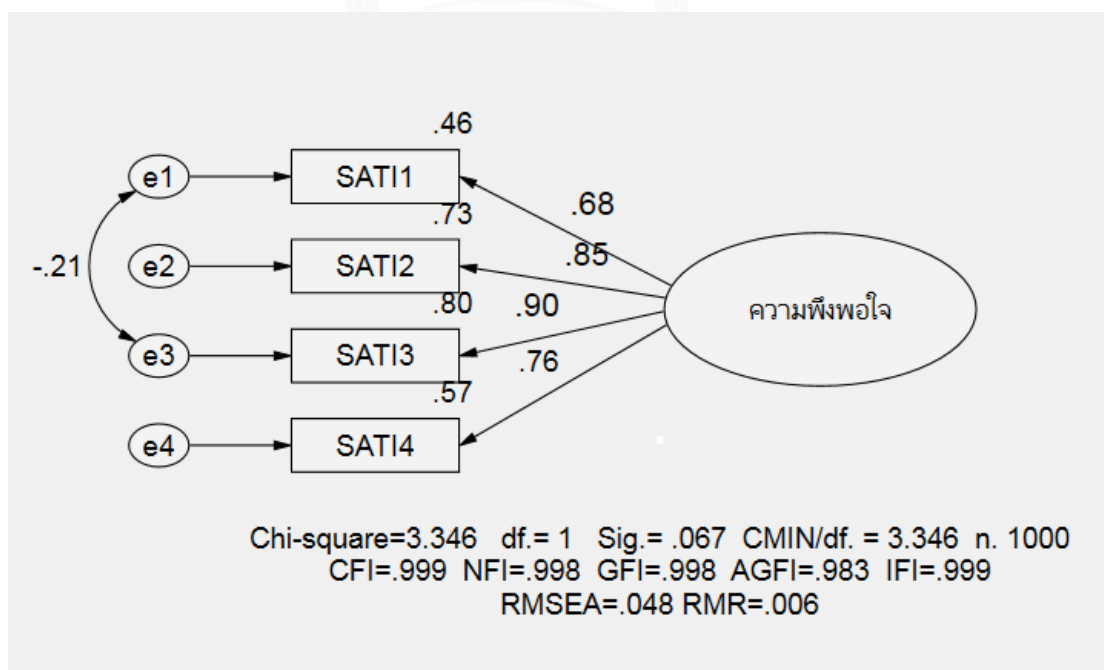 .46
e1 SATI1
.68
.73
.85
-.21 e2 SATI2
.80 .90
ความพึงพอใจ
e3 SATI3
.76
.57
e4 SATI4
Chi-square=3.346 df.= 1 Sig.= .067 CMIN/df. = 3.346 n. 1000
CFI=.999 NFI=.998 GFI=.998 AGFI=.983 IFI=.999
RMSEA=.048 RMR=.006